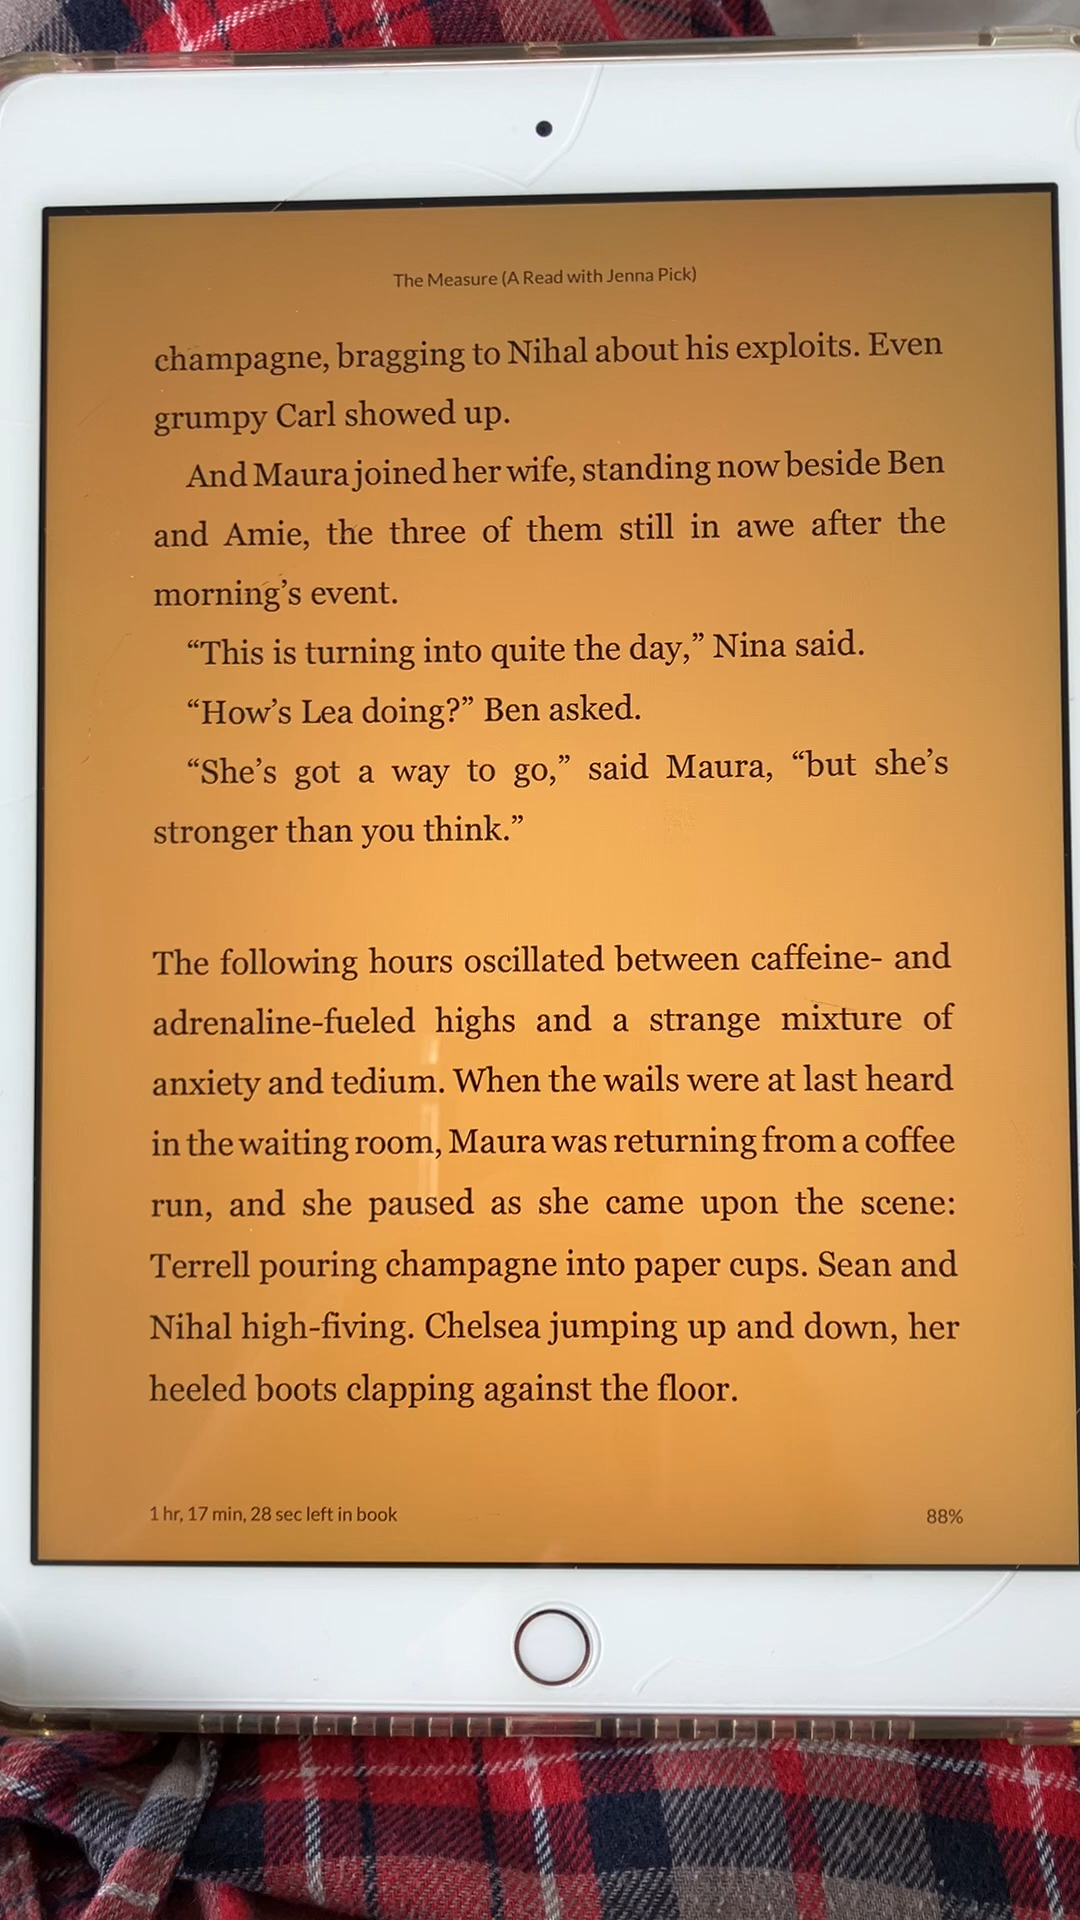 The Measure (A Read with Jenna Pick)
champagne, bragging to Nihal about his exploits. Even
grumpy Carl showed up.
And Maura joined her wife, standing now beside Ben
and Amie, the three of them still in awe after the
morning’s event.
“This is turning into quite the day,” Nina said.
“How’s Lea doing?” Ben asked.
“She’s got a way to go,” said Maura, “but she’s
stronger than you think.”
The following hours oscillated between caffeine- and
adrenaline-fueled highs and a strange mixture of
anxiety and tedium. When the wails were at last heard
in the waiting room, Maura was returning from a coffee
run, and she paused as she came upon the scene:
Terrell pouring champagne into paper cups. Sean and
Nihal high-fiving. Chelsea jumping up and down, her
heeled boots clapping against the floor.
1 hr, 17 min, 28 sec left in book
88%